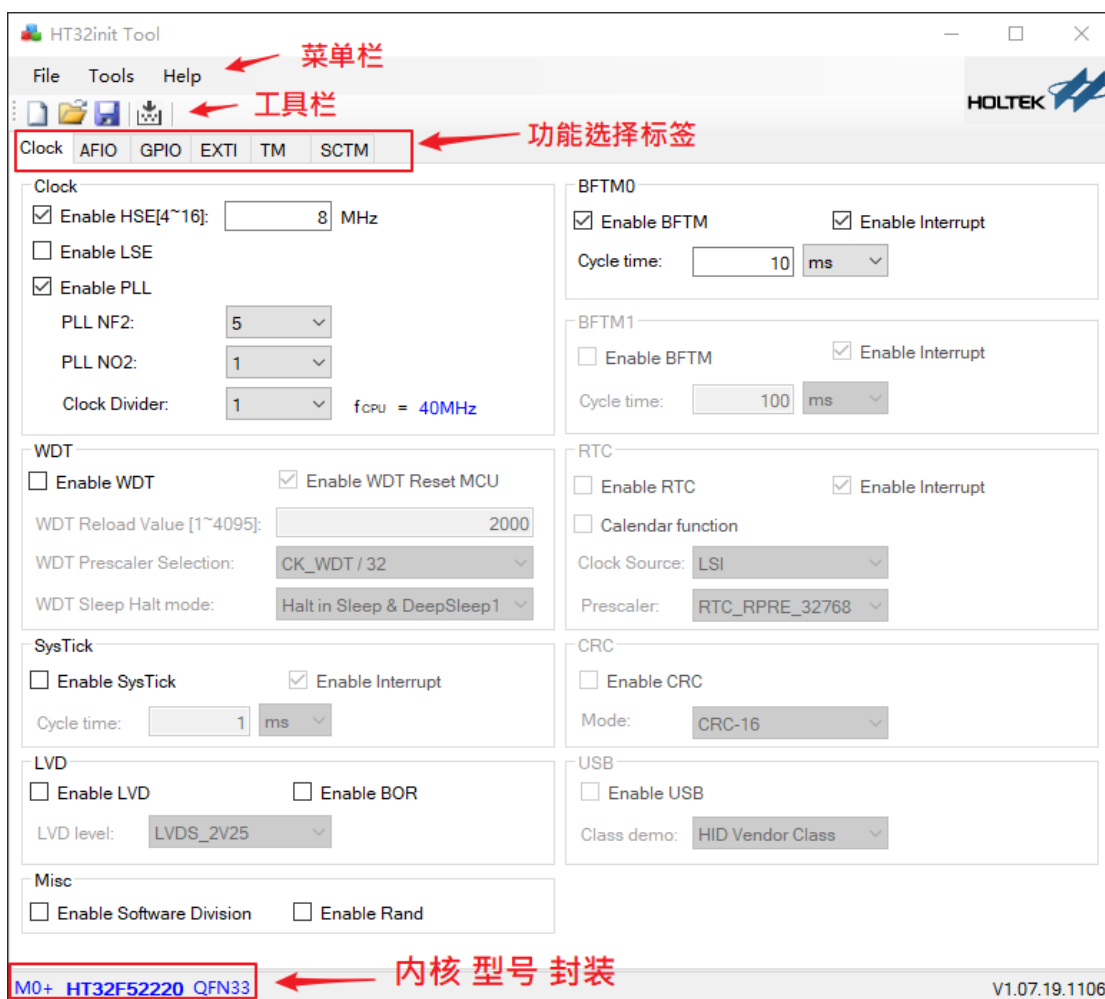 HT32init Tool
File Tools Help
菜单栏
HOLTEK
工具栏
功能选择标签
Clock AFIO GPIO EXTI TM SCTM
Clock
Enable HSE[4~16]: 8 MHz
Enable LSE
Enable PLL
PLL NF2: 5
PLL NO2: 1
Clock Divider: 1 fCPU = 40MHz
WDT
Enable WDT Enable WDT Reset MCU
WDT Reload Value [1~4095]: 2000
WDT Prescaler Selection: CK_WDT / 32
WDT Sleep Halt mode: Halt in Sleep & DeepSleep1
SysTick
Enable SysTick Enable Interrupt
Cycle time: 1 ms
LVD
Enable LVD Enable BOR
LVD level: LVDS_2V25
Misc
Enable Software Division Enable Rand
BFTM0
Enable BFTM Enable Interrupt
Cycle time: 10 ms
BFTM1
Enable BFTM Enable Interrupt
Cycle time: 100 ms
RTC
Enable RTC Enable Interrupt
Calendar function
Clock Source: LSI
Prescaler: RTC_RPRE_32768
CRC
Enable CRC
Mode: CRC-16
USB
Enable USB
Class demo: HID Vendor Class
M0+ HT32F52220 QFN33
内核 型号 封装
V1.07.19.1106